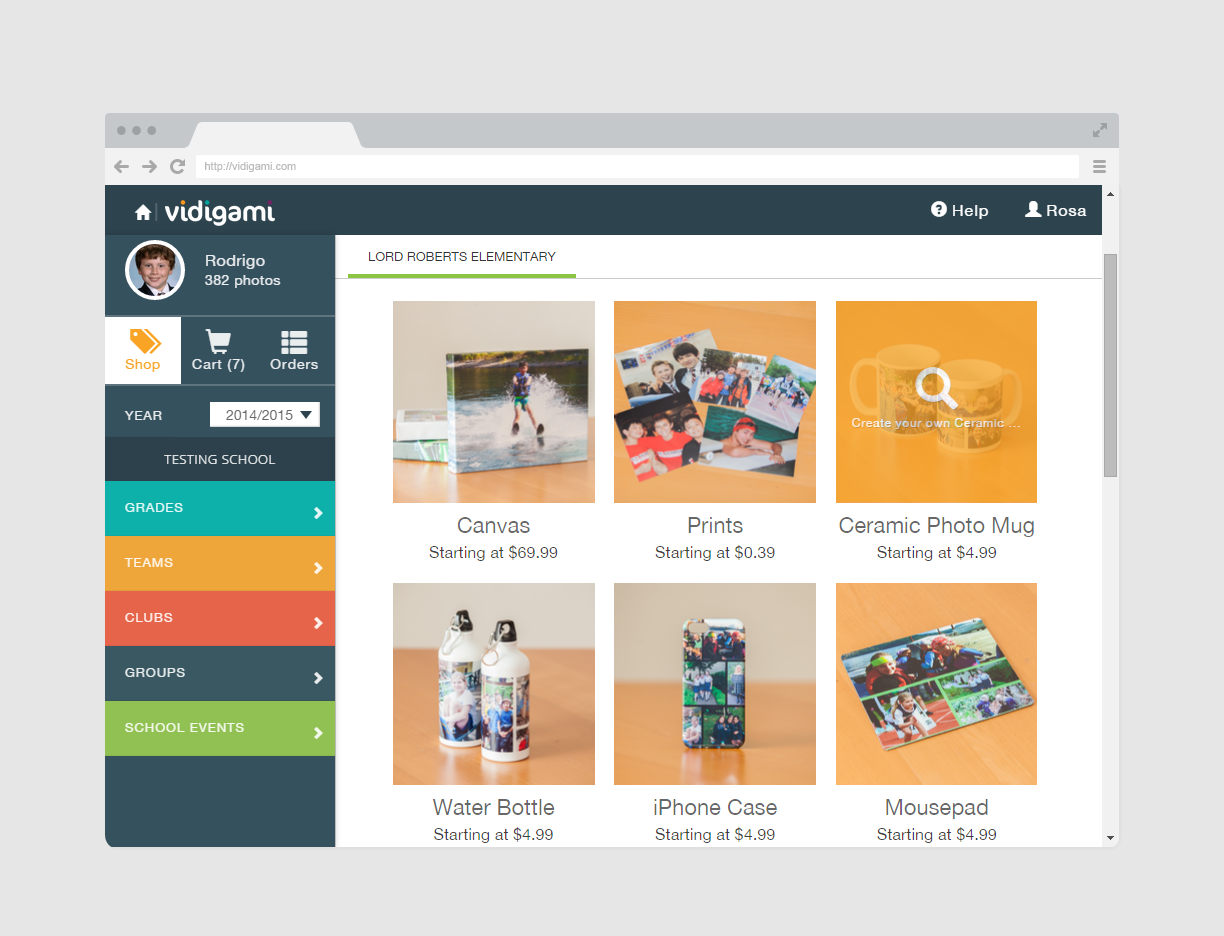 http://vidigami.com
vidigami
Help
Rosa
Rodrigo
382 photos
Shop
Cart (7)
Orders
YEAR
2014/2015
TESTING SCHOOL
GRADES
TEAMS
CLUBS
GROUPS
SCHOOL EVENTS
LORD ROBERTS ELEMENTARY
Create your own Ceramic ...
Canvas
Starting at $69.99
Prints
Starting at $0.39
Ceramic Photo Mug
Starting at $4.99
Water Bottle
Starting at $4.99
iPhone Case
Starting at $4.99
Mousepad
Starting at $4.99